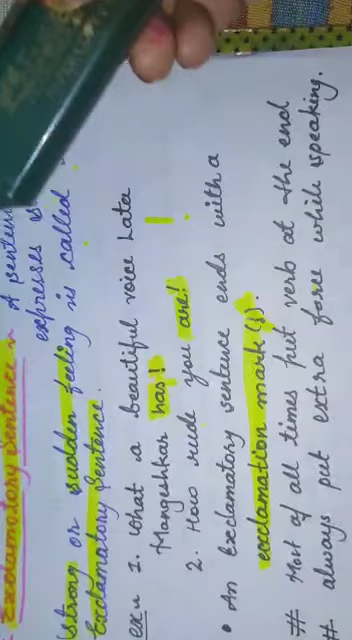 Exclamatory Sentence ~ A senten
expresses
strong or sudden feeling is called
Exclamatory Sentence.
ex~ 1. What a beautiful voice Lata
Mangeshkar has!
2. How rude you are!
• An Exclamatory sentence ends with a
exclamation mark(!).
# Most of all times put verb at the end
# always put extra force while speaking.